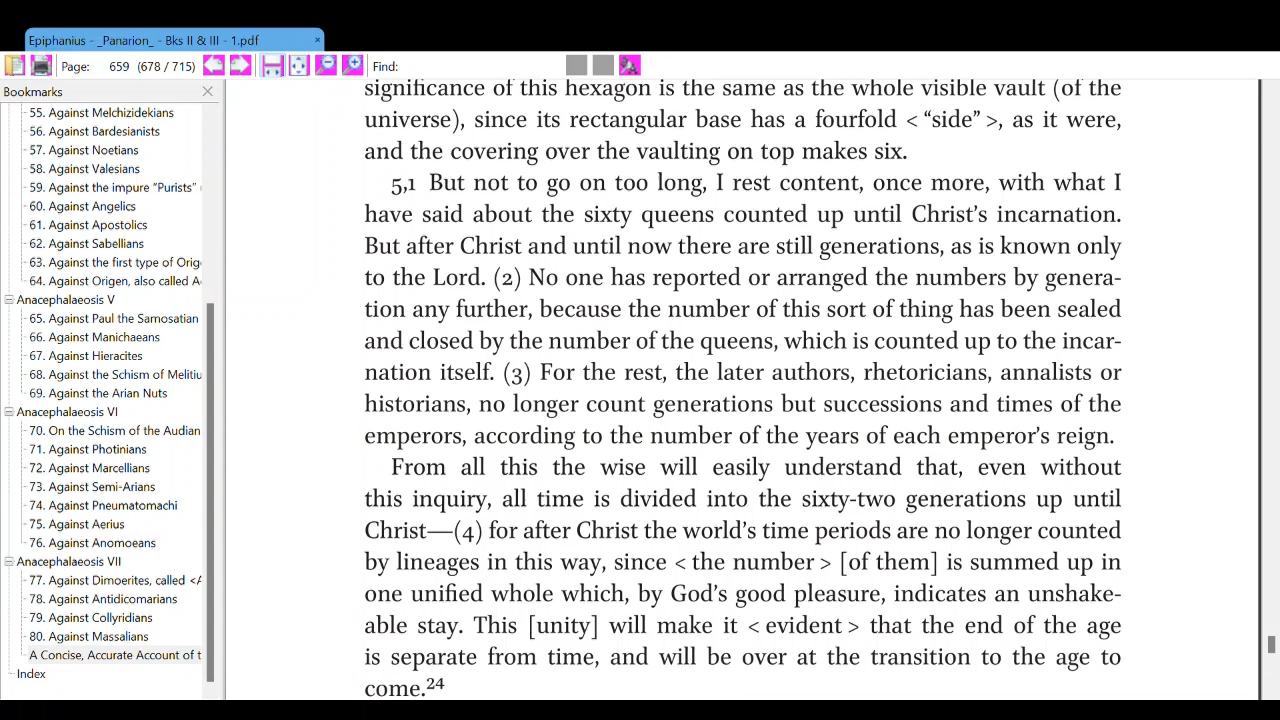 Epiphanius - _Panarion_ - Bks II & III - 1.pdf
×
Page: 659 (678 / 715)
Find:
Bookmarks
55. Against Melchizidekians
56. Against Bardesianists
57. Against Noetians
58. Against Valesians
59. Against the impure "Purists"
60. Against Angelics
61. Against Apostolics
62. Against Sabellians
63. Against the first type of Orig
64. Against Origen, also called A
Anacephalaeosis V
65. Against Paul the Samosatian
66. Against Manichaeans
67. Against Hieracites
68. Against the Schism of Melitiu
69. Against the Arian Nuts
Anacephalaeosis VI
70. On the Schism of the Audian
71. Against Photinians
72. Against Marcellians
73. Against Semi-Arians
74. Against Pneumatomachi
75. Against Aerius
76. Against Anomoeans
Anacephalaeosis VII
77. Against Dimoerites, called <A
78. Against Antidicomarians
79. Against Collyridians
80. Against Massalians
A Concise, Accurate Account of t
Index
significance of this hexagon is the same as the whole visible vault (of the
universe), since its rectangular base has a fourfold < “side” >, as it were,
and the covering over the vaulting on top makes six.
5,1 But not to go on too long, I rest content, once more, with what I
have said about the sixty queens counted up until Christ’s incarnation.
But after Christ and until now there are still generations, as is known only
to the Lord. (2) No one has reported or arranged the numbers by genera-
tion any further, because the number of this sort of thing has been sealed
and closed by the number of the queens, which is counted up to the incar-
nation itself. (3) For the rest, the later authors, rhetoricians, annalists or
historians, no longer count generations but successions and times of the
emperors, according to the number of the years of each emperor’s reign.
From all this the wise will easily understand that, even without
this inquiry, all time is divided into the sixty-two generations up until
Christ—(4) for after Christ the world’s time periods are no longer counted
by lineages in this way, since < the number > [of them] is summed up in
one unified whole which, by God’s good pleasure, indicates an unshake-
able stay. This [unity] will make it < evident > that the end of the age
is separate from time, and will be over at the transition to the age to
come.24